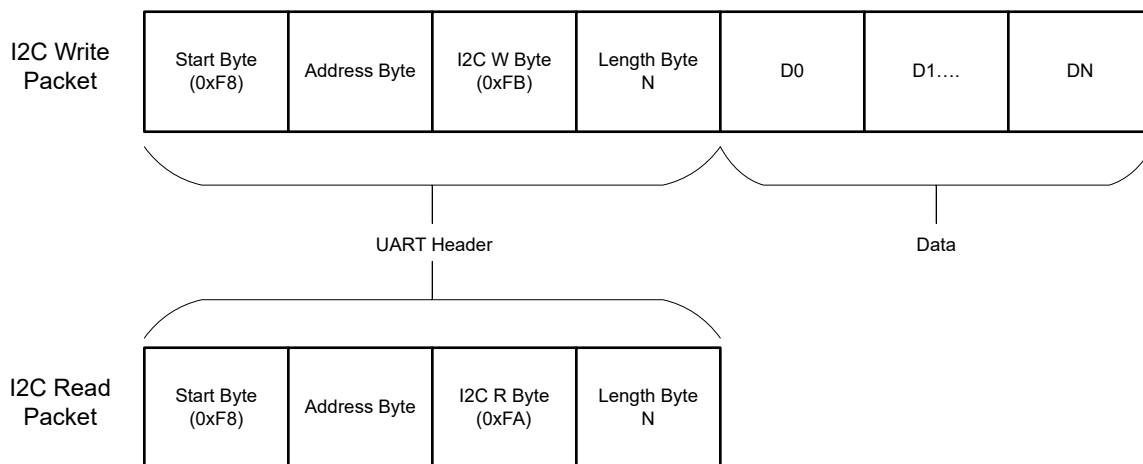 I2C Write
Packet
Start Byte
(0xF8)
Address Byte
I2C W Byte
(0xFB)
Length Byte
N
D0
D1....
DN
UART Header
Data
I2C Read
Packet
Start Byte
(0xF8)
Address Byte
I2C R Byte
(0xFA)
Length Byte
N